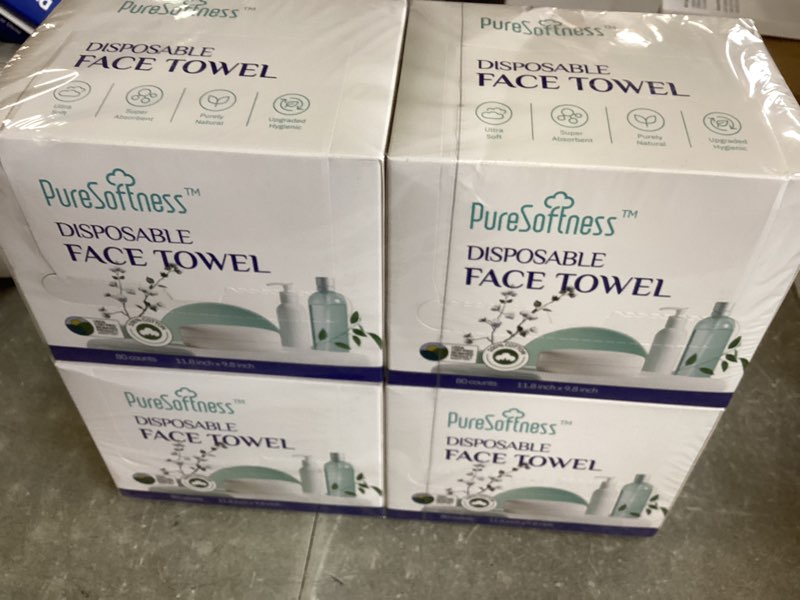 PureSoftness™
DISPOSABLE
FACE TOWEL
Ultra
Soft
Super
Absorbent
Purely
Natural
Upgraded
Hygienic
PureSoftness™
DISPOSABLE
FACE TOWEL
Ultra
Soft
Super
Absorbent
Purely
Natural
Upgraded
Hygienic
PureSoftness™
DISPOSABLE
FACE TOWEL
80 counts 11.8 inch x 9.8 inch
PureSoftness™
DISPOSABLE
FACE TOWEL
80 counts 11.8 inch x 9.8 inch
PureSoftness™
DISPOSABLE
FACE TOWEL
PureSoftness™
DISPOSABLE
FACE TOWEL